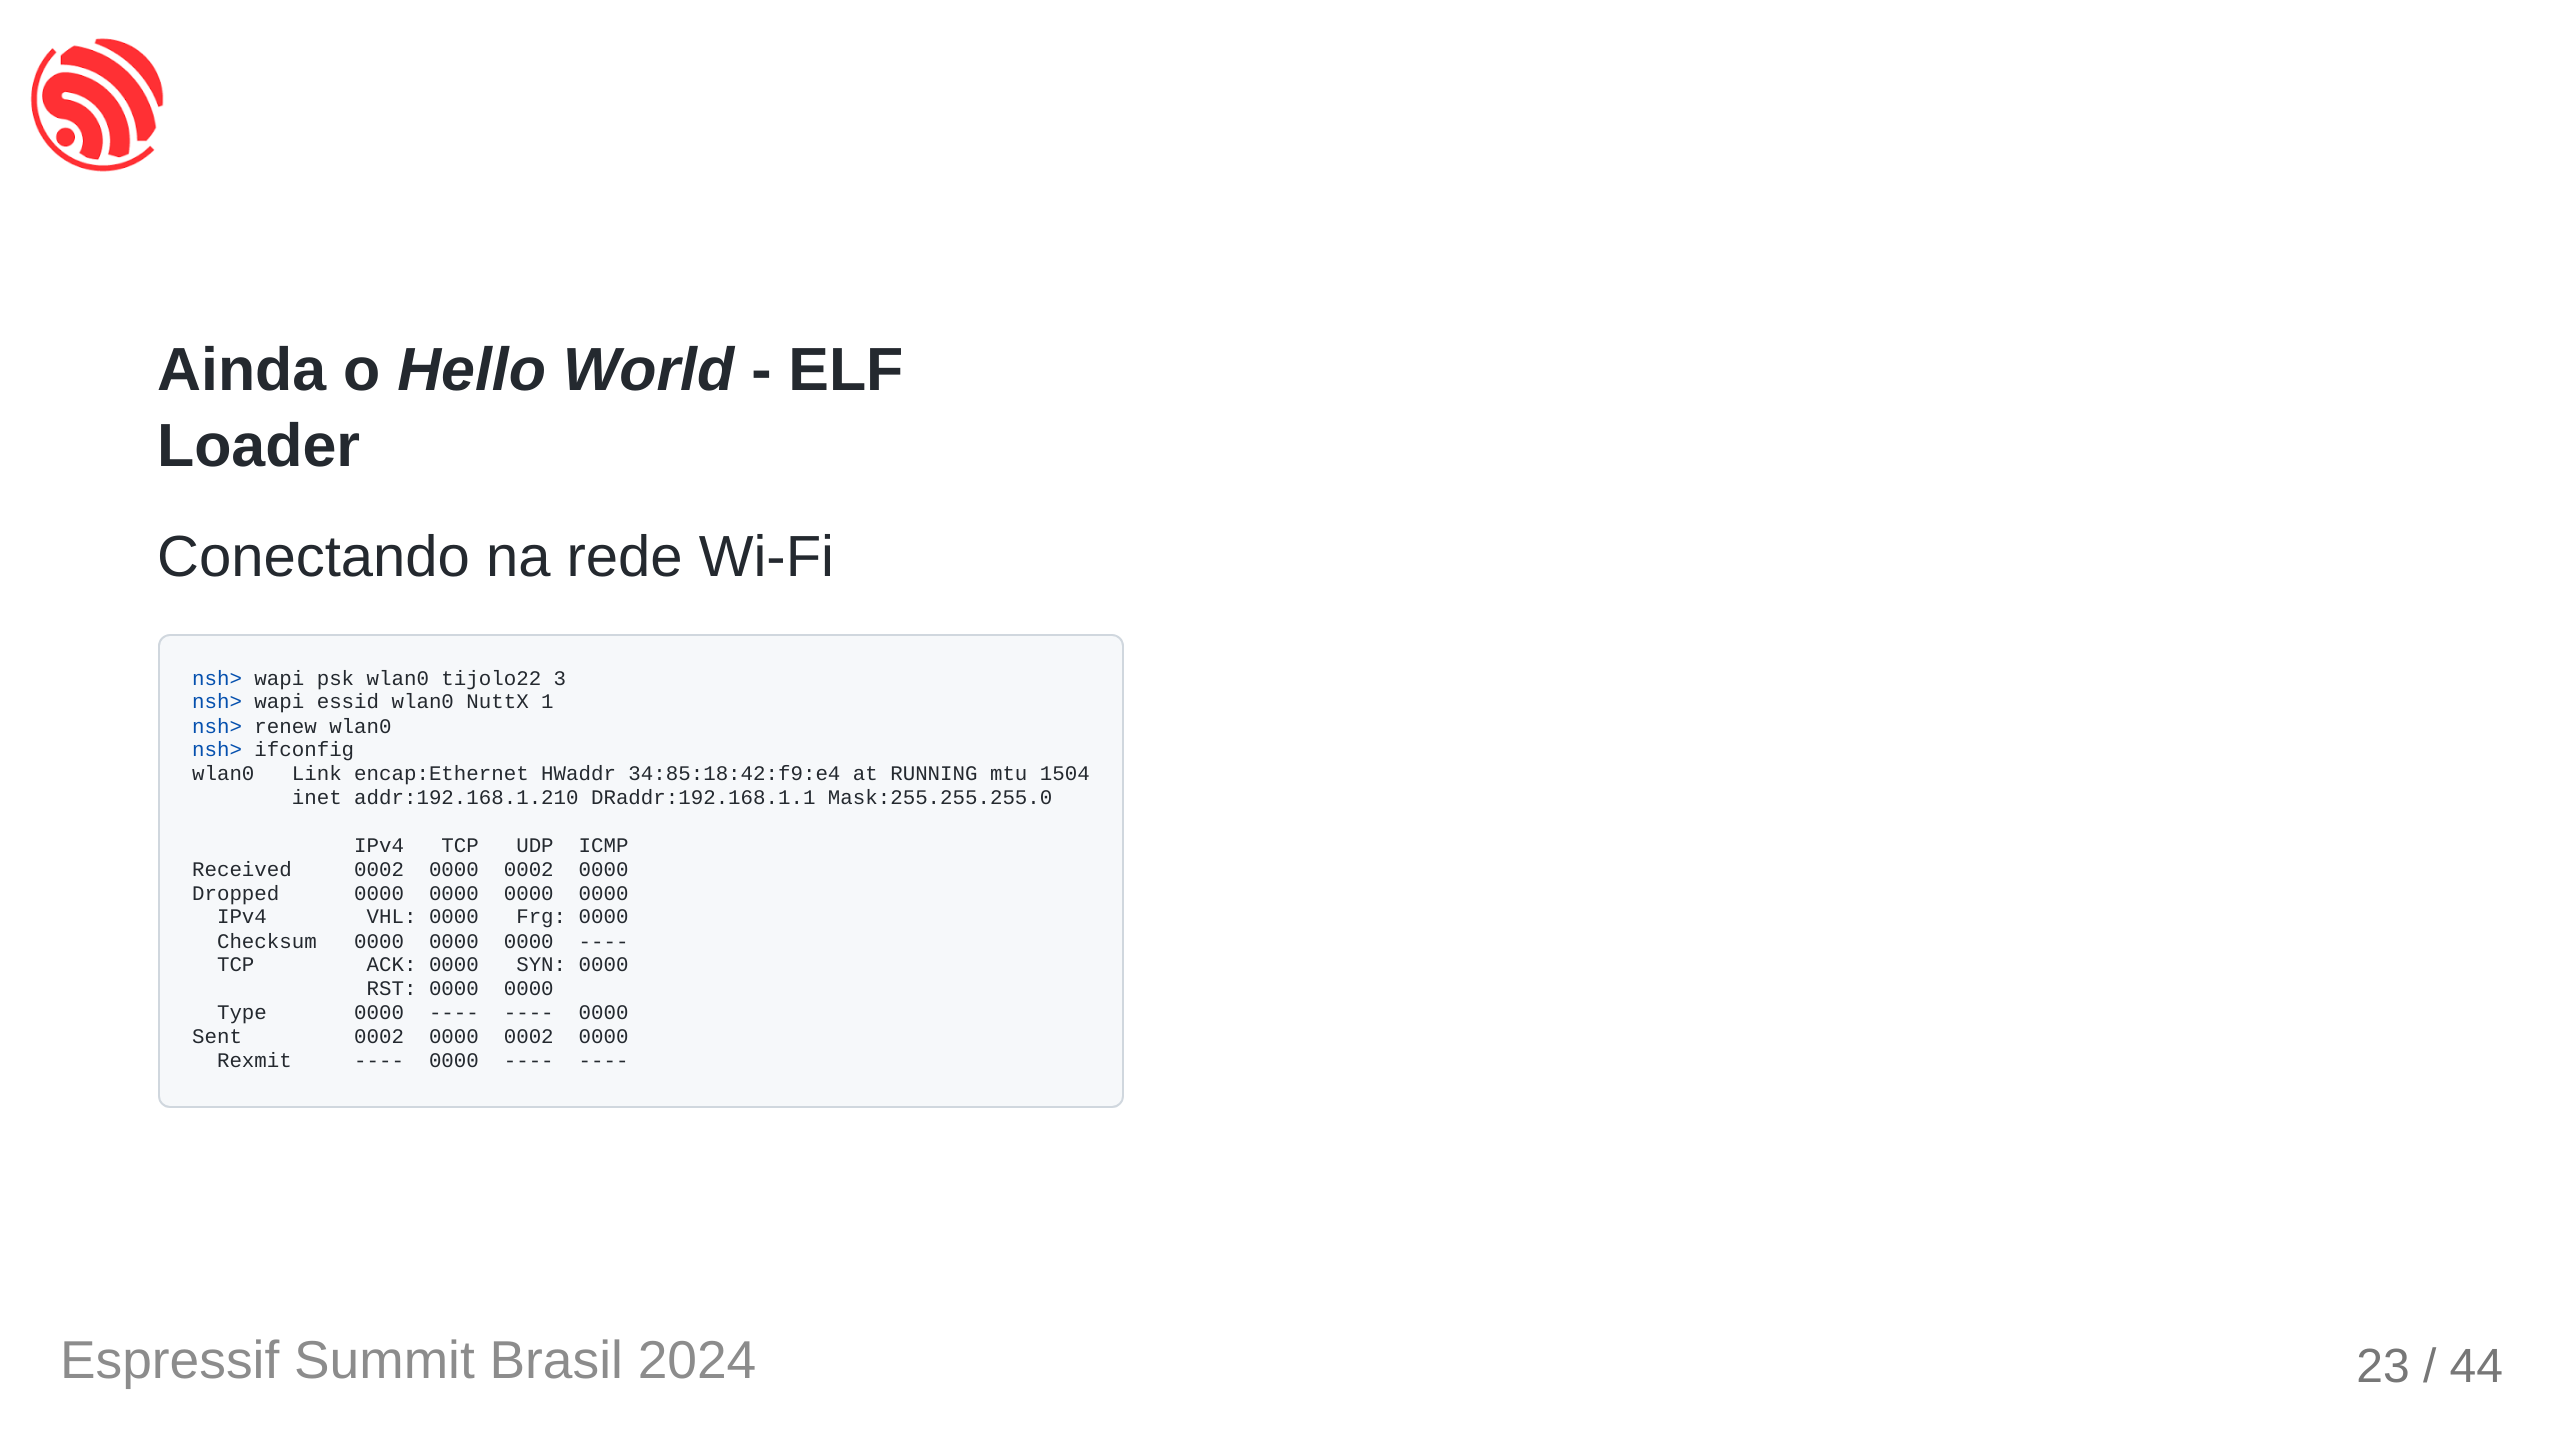 Ainda o Hello World - ELF
Loader
Conectando na rede Wi-Fi
nsh> wapi psk wlan0 tijolo22 3
nsh> wapi essid wlan0 NuttX 1
nsh> renew wlan0
nsh> ifconfig
wlan0   Link encap:Ethernet HWaddr 34:85:18:42:f9:e4 at RUNNING mtu 1504
        inet addr:192.168.1.210 DRaddr:192.168.1.1 Mask:255.255.255.0
             IPv4   TCP   UDP  ICMP
Received     0002  0000  0002  0000
Dropped      0000  0000  0000  0000
  IPv4        VHL: 0000   Frg: 0000
  Checksum   0000  0000  0000  ----
  TCP         ACK: 0000   SYN: 0000
              RST: 0000  0000
  Type       0000  ----  ----  0000
Sent         0002  0000  0002  0000
  Rexmit     ----  0000  ----  ----
Espressif Summit Brasil 2024
23 / 44